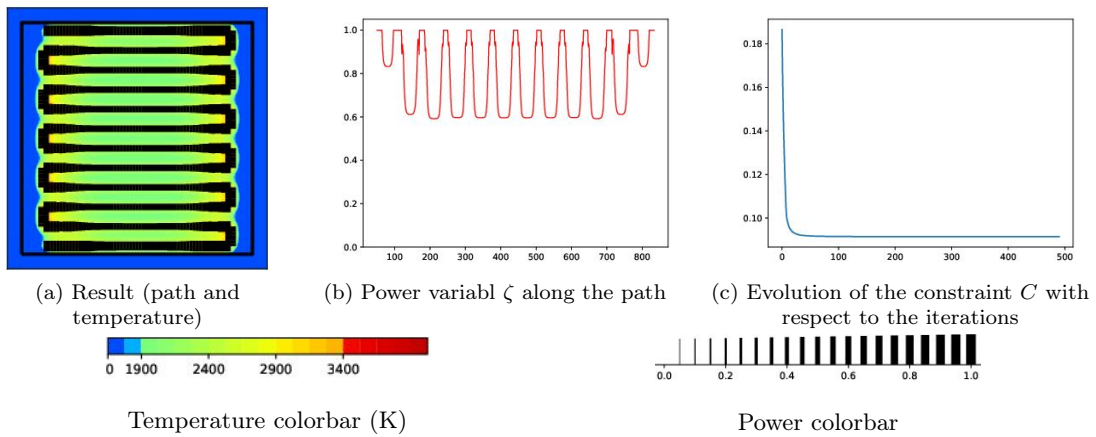 1.0
0.8
0.6
0.4
0.2
0.0
100 200 300 400 500 600 700 800
0.18
0.16
0.14
0.12
0.10
0 100 200 300 400 500
(a) Result (path and
temperature)
(b) Power variabl ζ along the path
(c) Evolution of the constraint C with
respect to the iterations
0 1900 2400 2900 3400
Temperature colorbar (K)
0.0 0.2 0.4 0.6 0.8 1.0
Power colorbar